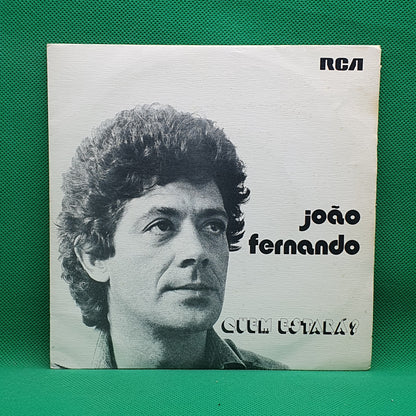 RCA
joão
fernando
QUEM ESTARÁ?